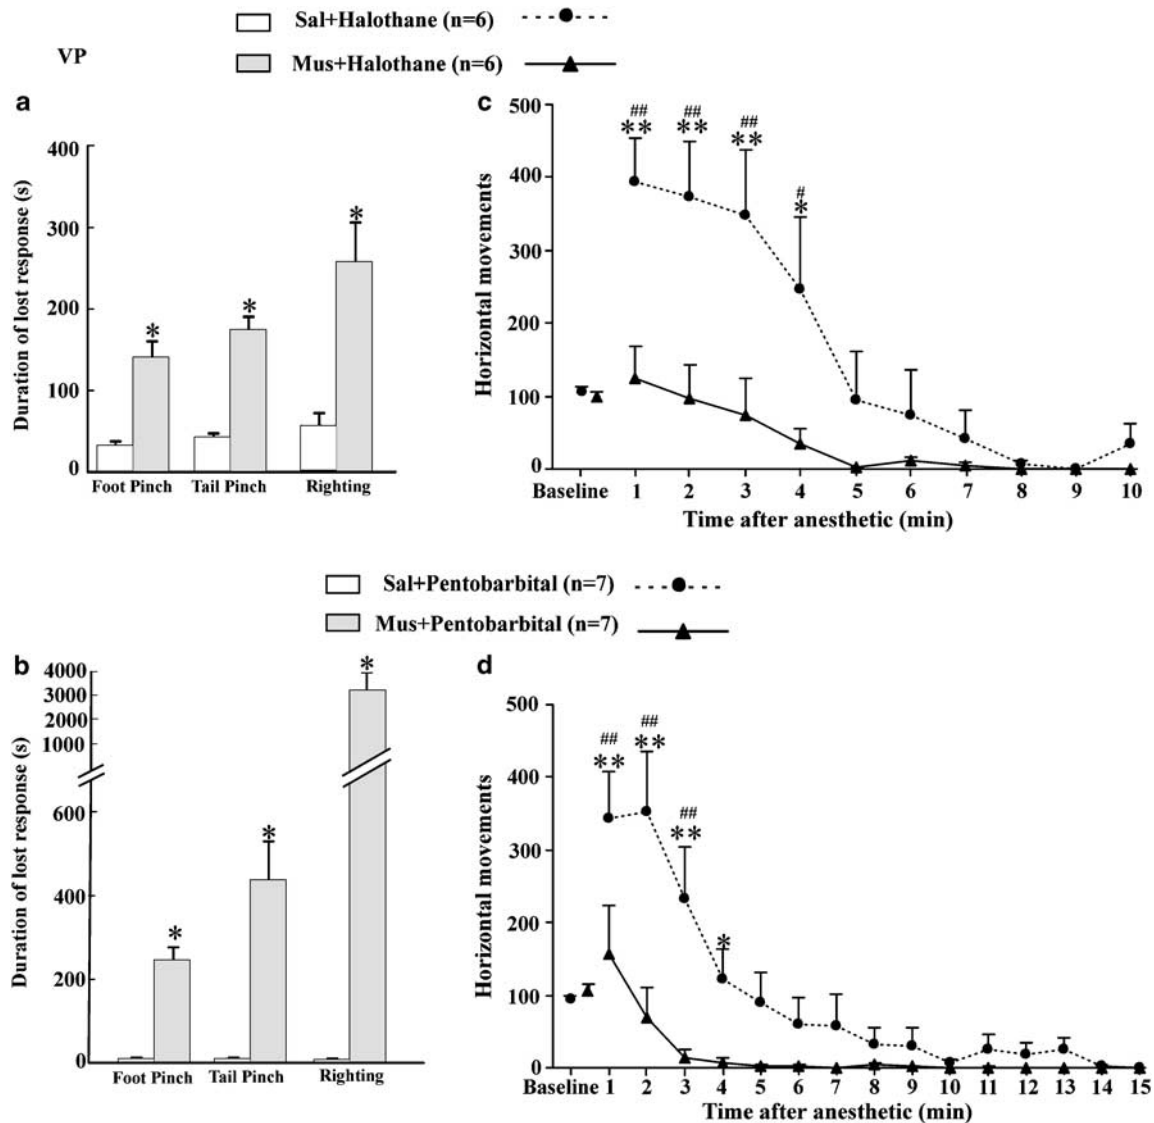 Sal+Halothane (n=6)
VP
Mus+Halothane (n=6)
a
Duration of lost response (s)
400
300
200
100
0
* * *
Foot Pinch Tail Pinch Righting
c
Horizontal movements
500
400
300
200
100
0
## ## ## #
** ** ** *
Baseline 1 2 3 4 5 6 7 8 9 10
Time after anesthetic (min)
Sal+Pentobarbital (n=7)
Mus+Pentobarbital (n=7)
b
Duration of lost response (s)
4000
3000
2000
1000
600
400
200
0
* * *
Foot Pinch Tail Pinch Righting
d
Horizontal movements
500
400
300
200
100
0
## ## ##
** ** ** *
Baseline 1 2 3 4 5 6 7 8 9 10 11 12 13 14 15
Time after anesthetic (min)